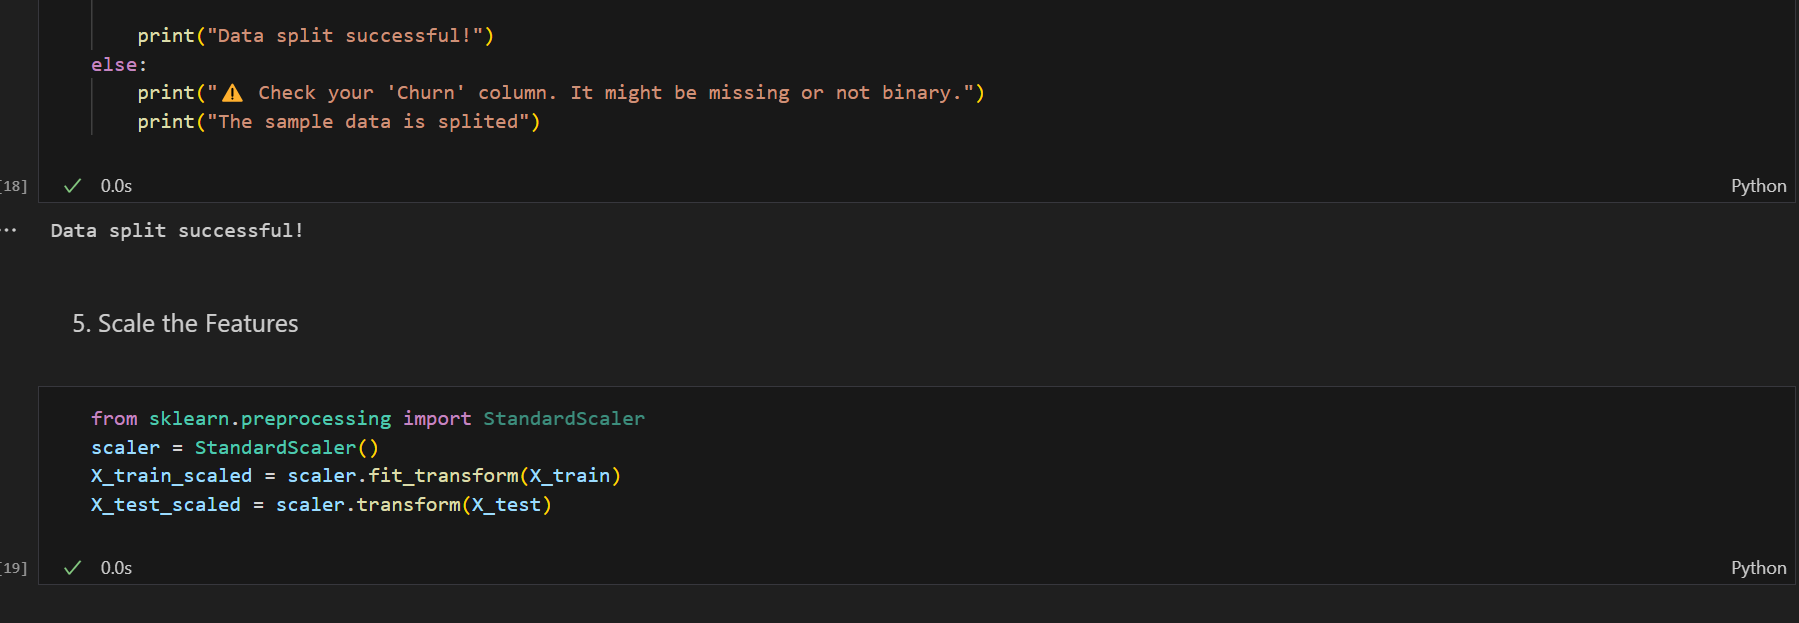 print("Data split successful!")
else:
print("⚠️ Check your 'Churn' column. It might be missing or not binary.")
print("The sample data is splited")
[18] 0.0s Python
Data split successful!
5. Scale the Features
from sklearn.preprocessing import StandardScaler
scaler = StandardScaler()
X_train_scaled = scaler.fit_transform(X_train)
X_test_scaled = scaler.transform(X_test)
[19] 0.0s Python